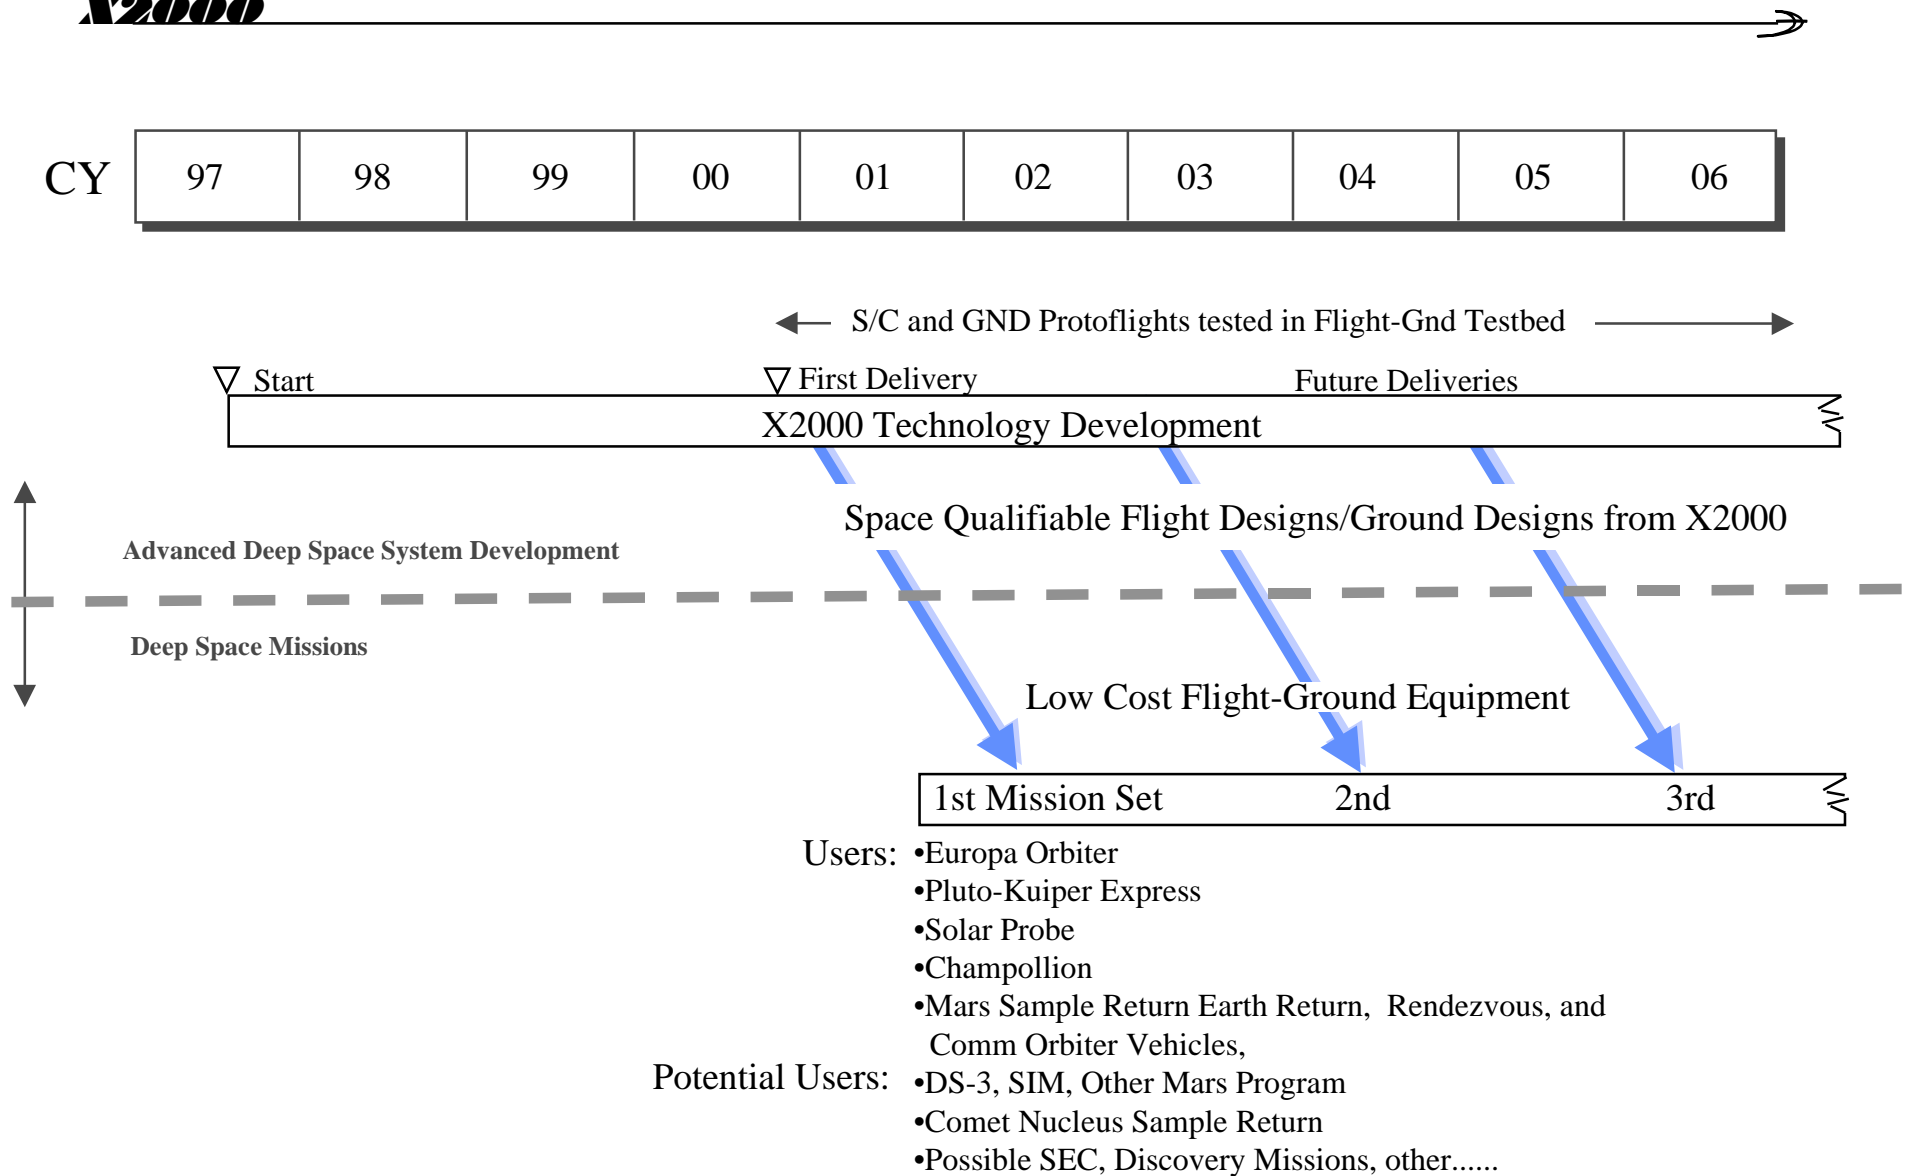 X2000
CY 97 98 99 00 01 02 03 04 05 06
S/C and GND Protoflights tested in Flight-Gnd Testbed
Start First Delivery Future Deliveries
X2000 Technology Development
Space Qualifiable Flight Designs/Ground Designs from X2000
Advanced Deep Space System Development
Deep Space Missions
Low Cost Flight-Ground Equipment
1st Mission Set 2nd 3rd
Users: •Europa Orbiter
•Pluto-Kuiper Express
•Solar Probe
•Champollion
•Mars Sample Return Earth Return, Rendezvous, and
Comm Orbiter Vehicles,
Potential Users: •DS-3, SIM, Other Mars Program
•Comet Nucleus Sample Return
•Possible SEC, Discovery Missions, other......